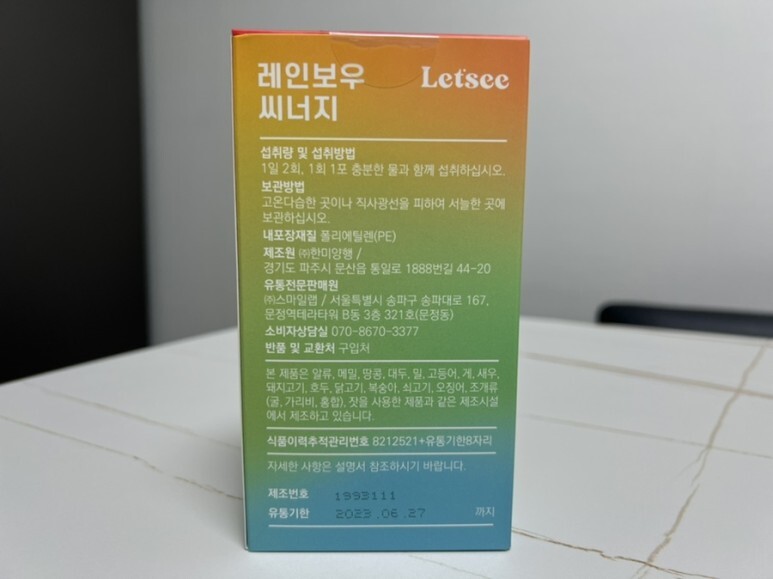 레인보우
씨너지
Letsee
섭취량 및 섭취방법
1일 2회, 1회 1포 충분한 물과 함께 섭취하십시오.
보관방법
고온다습한 곳이나 직사광선을 피하여 서늘한 곳에
보관하십시오.
내포장재질 폴리에틸렌(PE)
제조원 ㈜한미양행 /
경기도 파주시 문산읍 통일로 1888번길 44-20
유통전문판매원
㈜스마일랩 / 서울특별시 송파구 송파대로 167,
문정역테라타워 B동 3층 321호(문정동)
소비자상담실 070-8670-3377
반품 및 교환처 구입처
본 제품은 알류, 메밀, 땅콩, 대두, 밀, 고등어, 게, 새우,
돼지고기, 호두, 닭고기, 복숭아, 쇠고기, 오징어, 조개류
(굴, 가리비, 홍합), 잣을 사용한 제품과 같은 제조시설
에서 제조하고 있습니다.
식품이력추적관리번호 8212521+유통기한8자리
자세한 사항은 설명서 참조하시기 바랍니다.
제조번호 1993111
유통기한 2023.06.27 까지